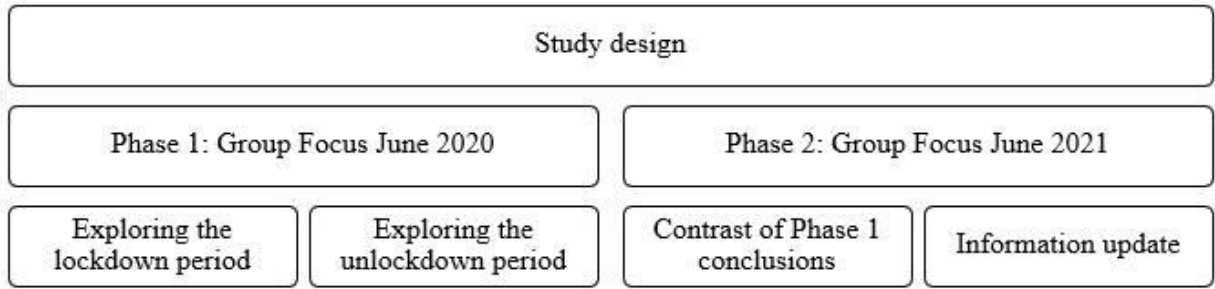 Study design
Phase 1: Group Focus June 2020
Phase 2: Group Focus June 2021
Exploring the
lockdown period
Exploring the
unlockdown period
Contrast of Phase 1
conclusions
Information update